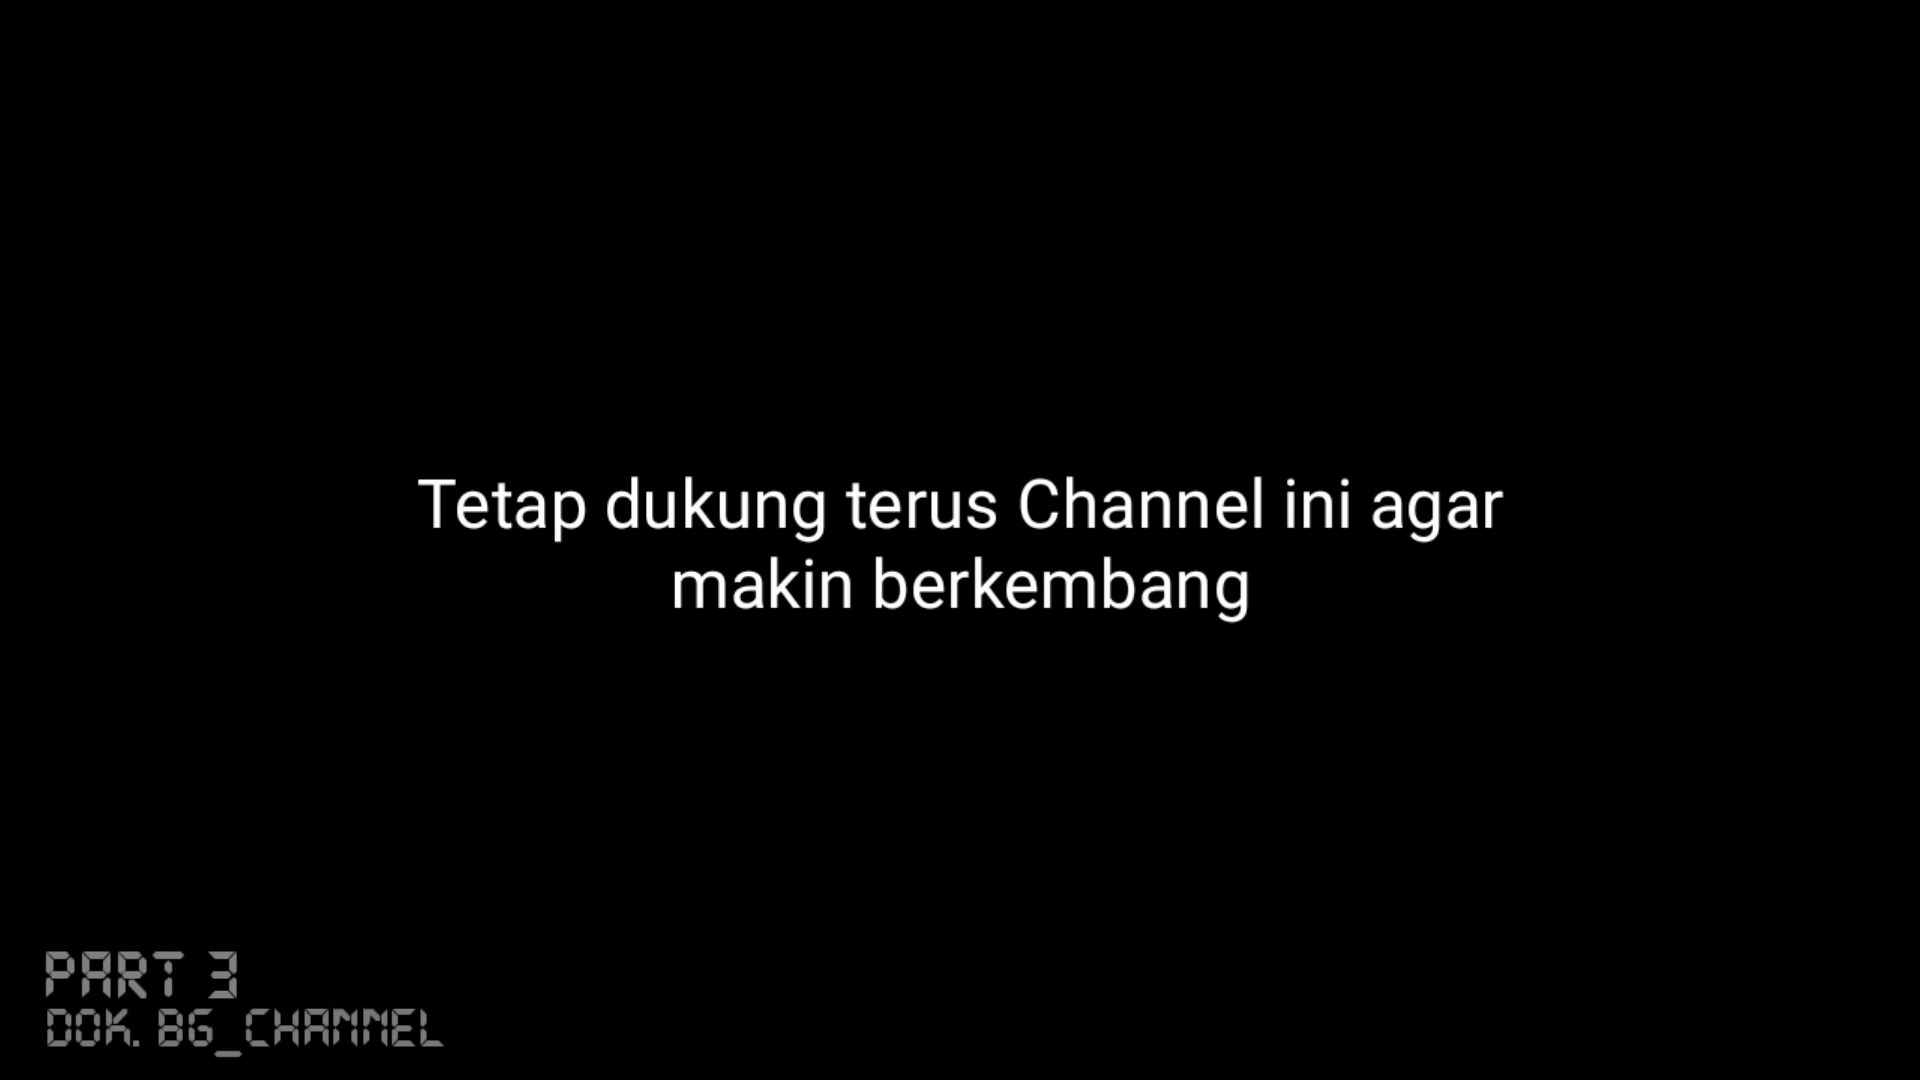 Tetap dukung terus Channel ini agar
makin berkembang
PART 3
DOK. BG_CHANNEL